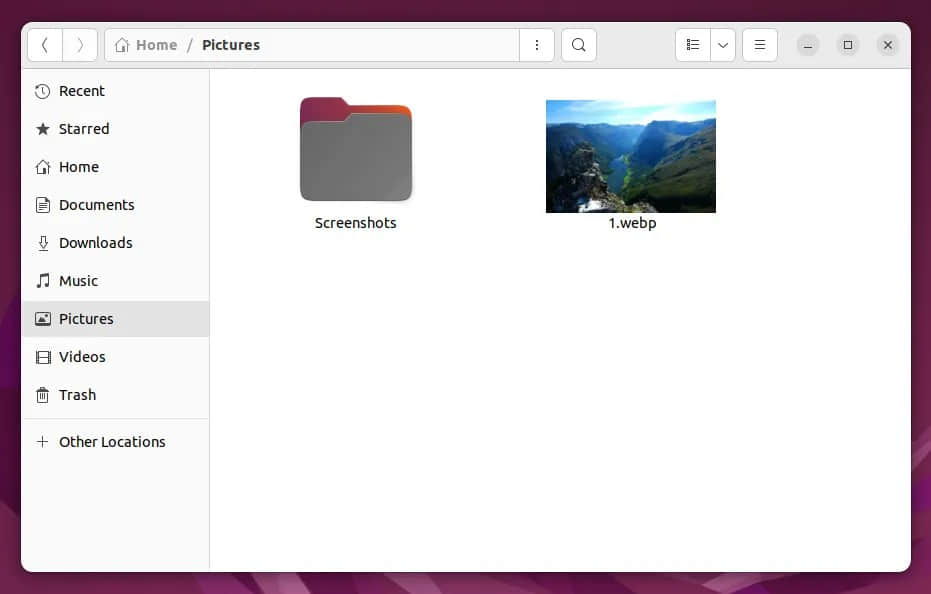 Home / Pictures
Recent
Starred
Home
Documents
Downloads
Music
Pictures
Videos
Trash
Other Locations
Screenshots
1.webp